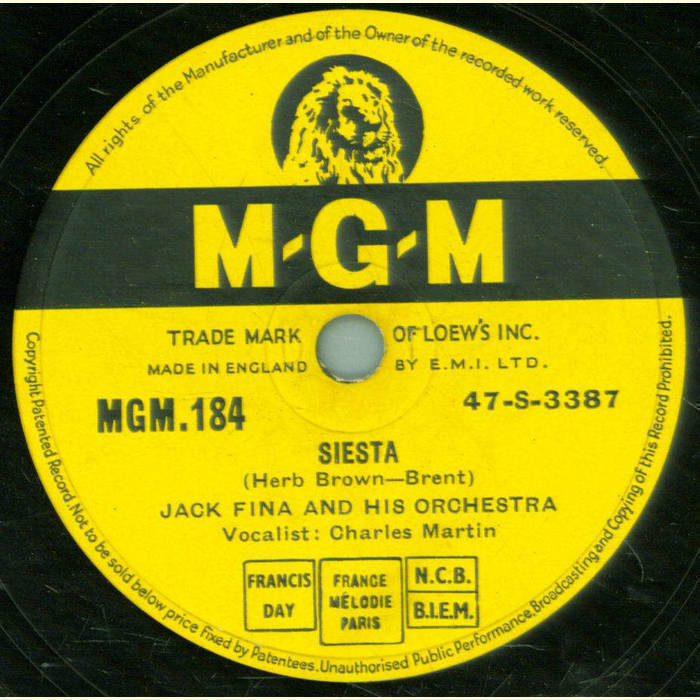 All rights of the Manufacturer and of the Owner of the recorded work reserved.
M-G-M
TRADE MARK OF LOEW'S INC.
MADE IN ENGLAND BY E.M.I. LTD.
MGM.184 47-S-3387
SIESTA
(Herb Brown—Brent)
JACK FINA AND HIS ORCHESTRA
Vocalist: Charles Martin
FRANCIS
DAY
FRANCE
MÉLODIE
PARIS
N.C.B.
B.I.E.M.
Copyright Patented Record. Not to be sold below price fixed by Patentees. Unauthorised Public Performance, Broadcasting and Copying of this Record Prohibited.